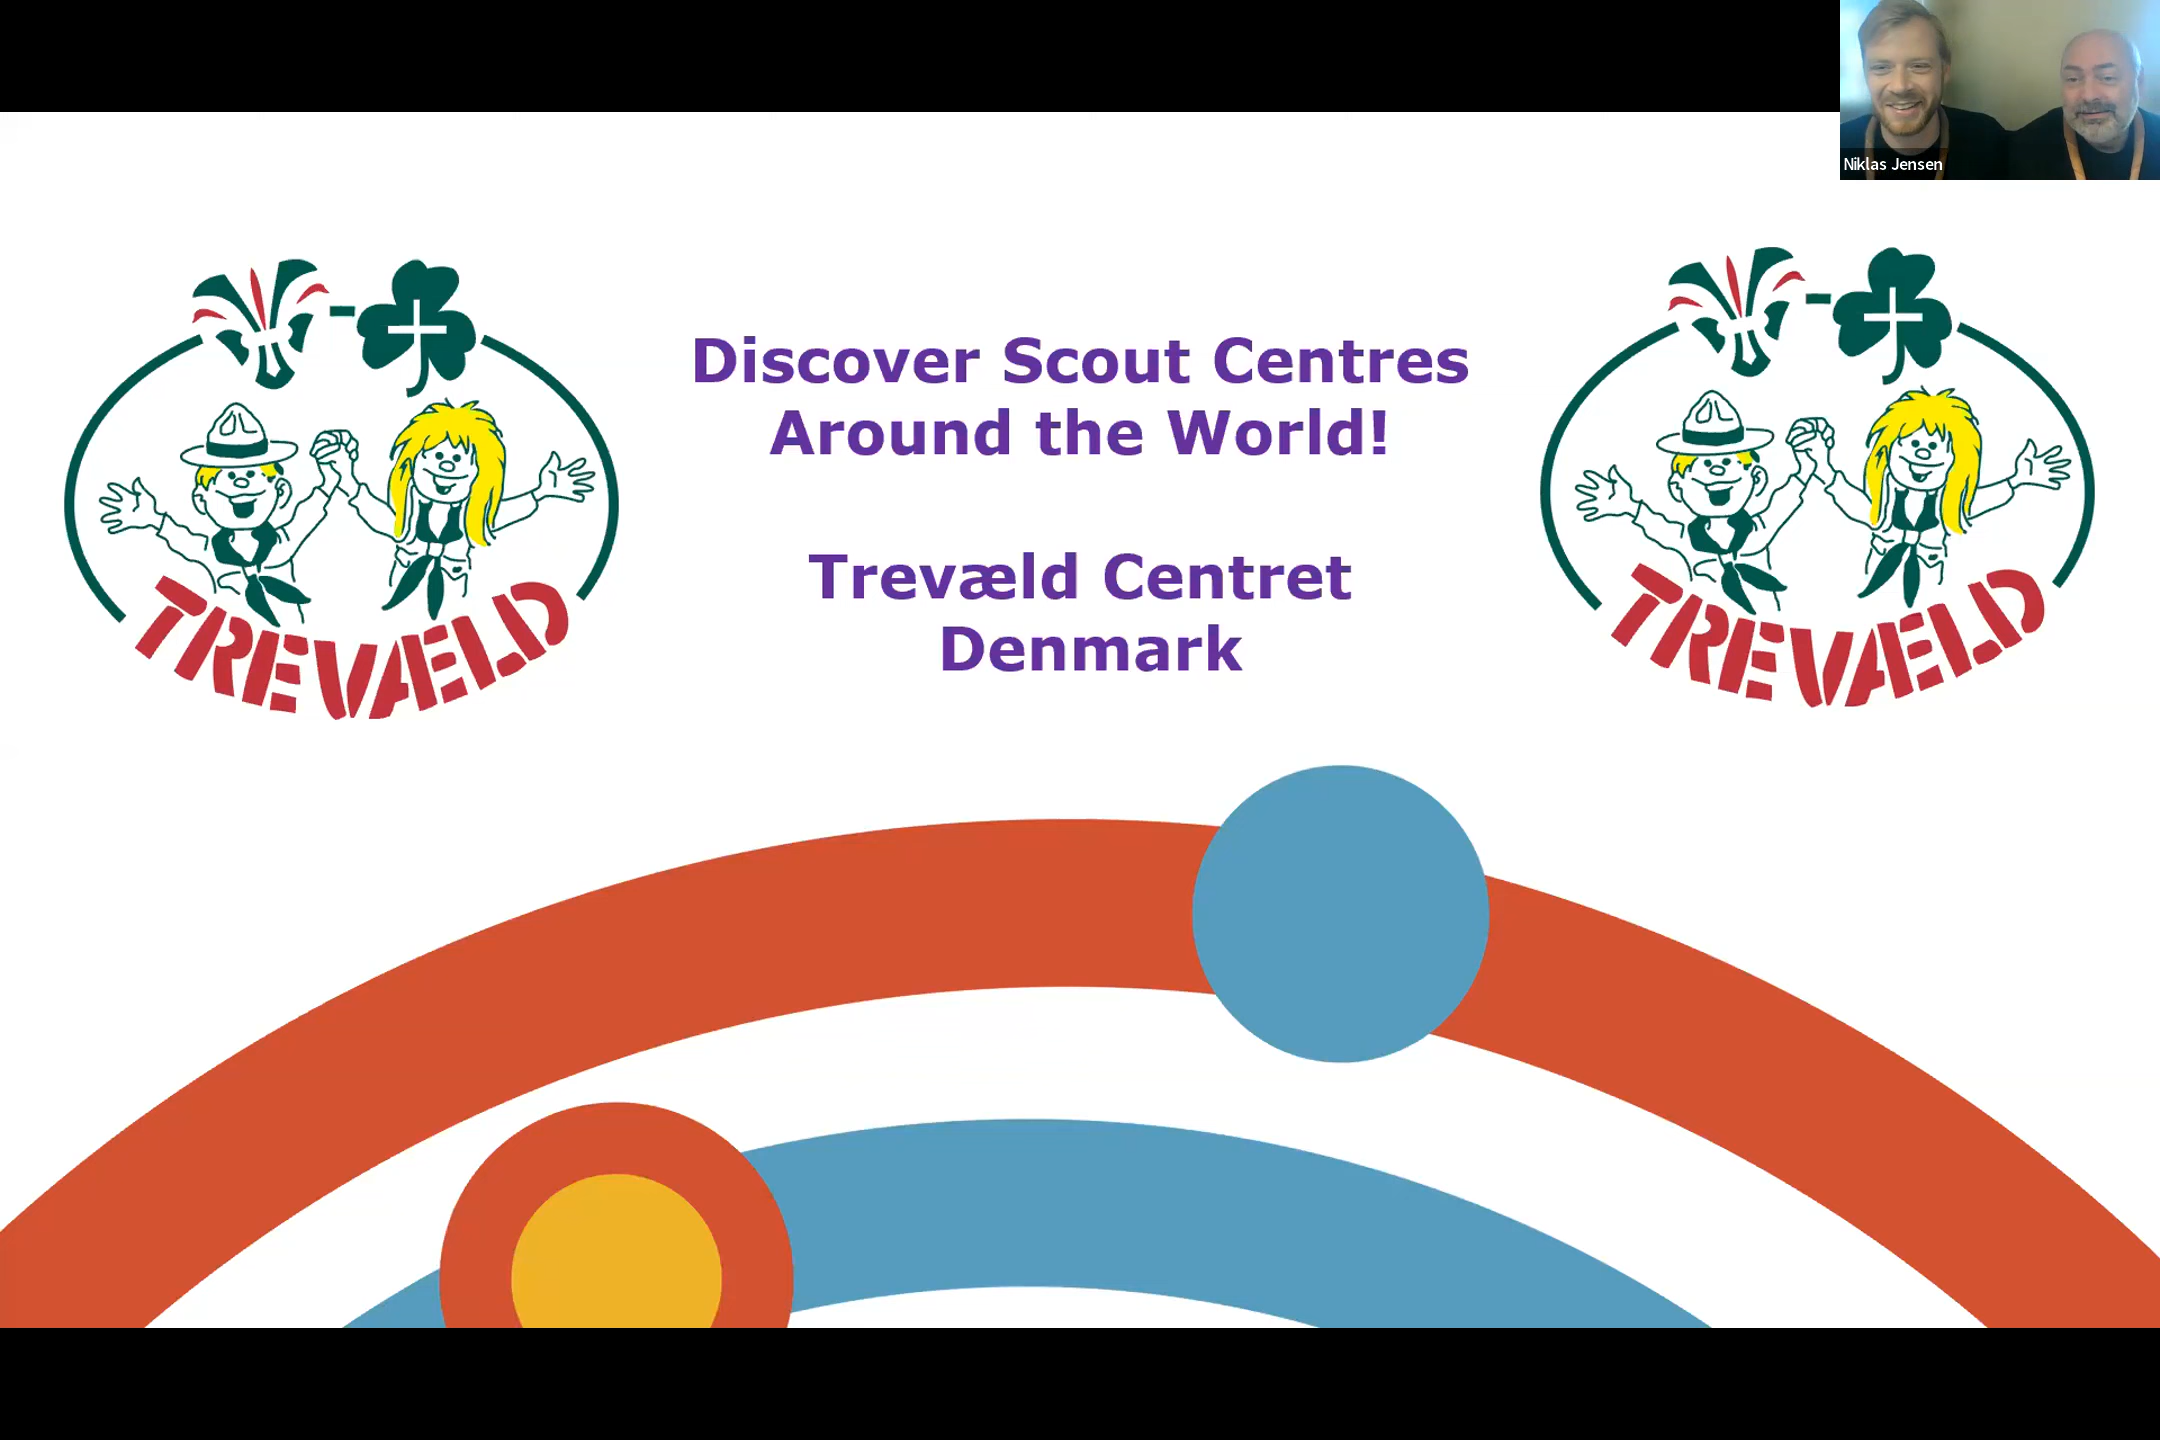 Niklas Jensen
Discover Scout Centres
Around the World!
Trevæld Centret
Denmark
TREVÆLD
TREVÆLD